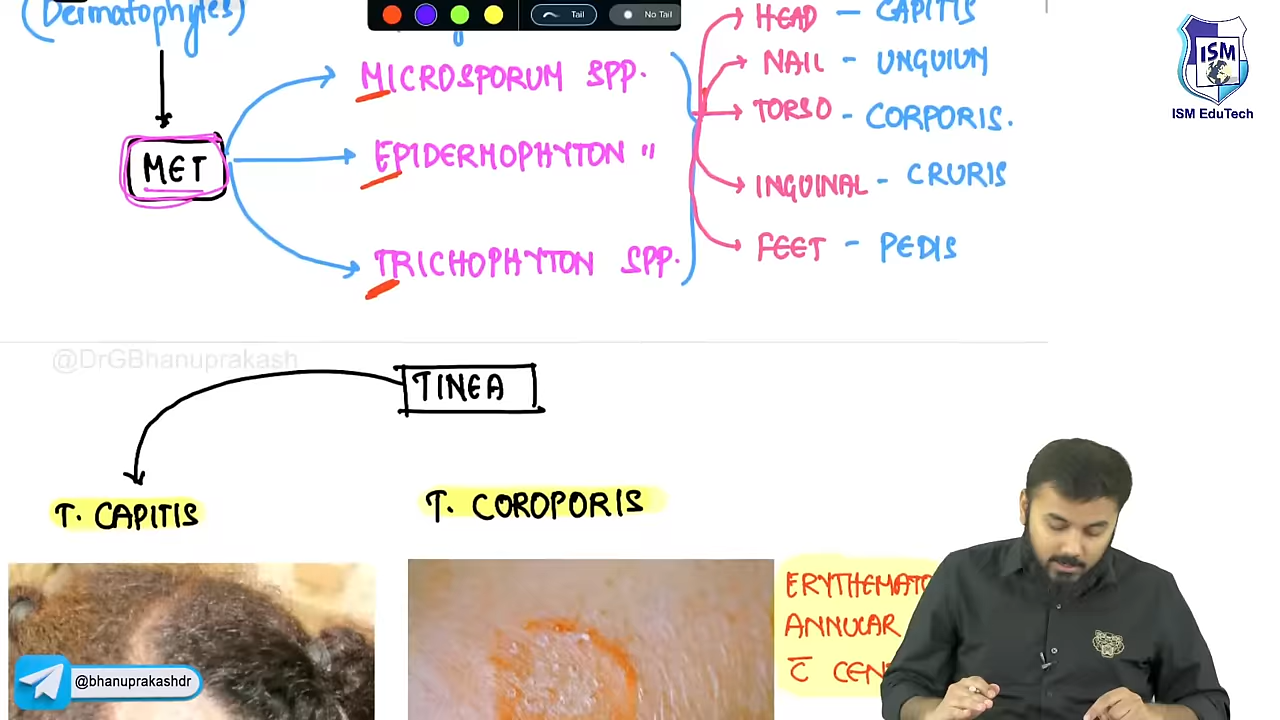 (Dermatophytes)
Tail
No Tail
HEAD – CAPITIS
NAIL – UNGUIUM
TORSO – CORPORIS.
INGUINAL – CRURIS
FEET – PEDIS
MICROSPORUM SPP.
EPIDERMOPHYTON "
TRICHOPHYTON SPP.
MET
ISM
ISM EduTech
@DrGBhanuprakash
TINEA
T. CAPITIS
T. COROPORIS
ERYTHEMATO
ANNULAR
C̄ CEN
@bhanuprakashdr